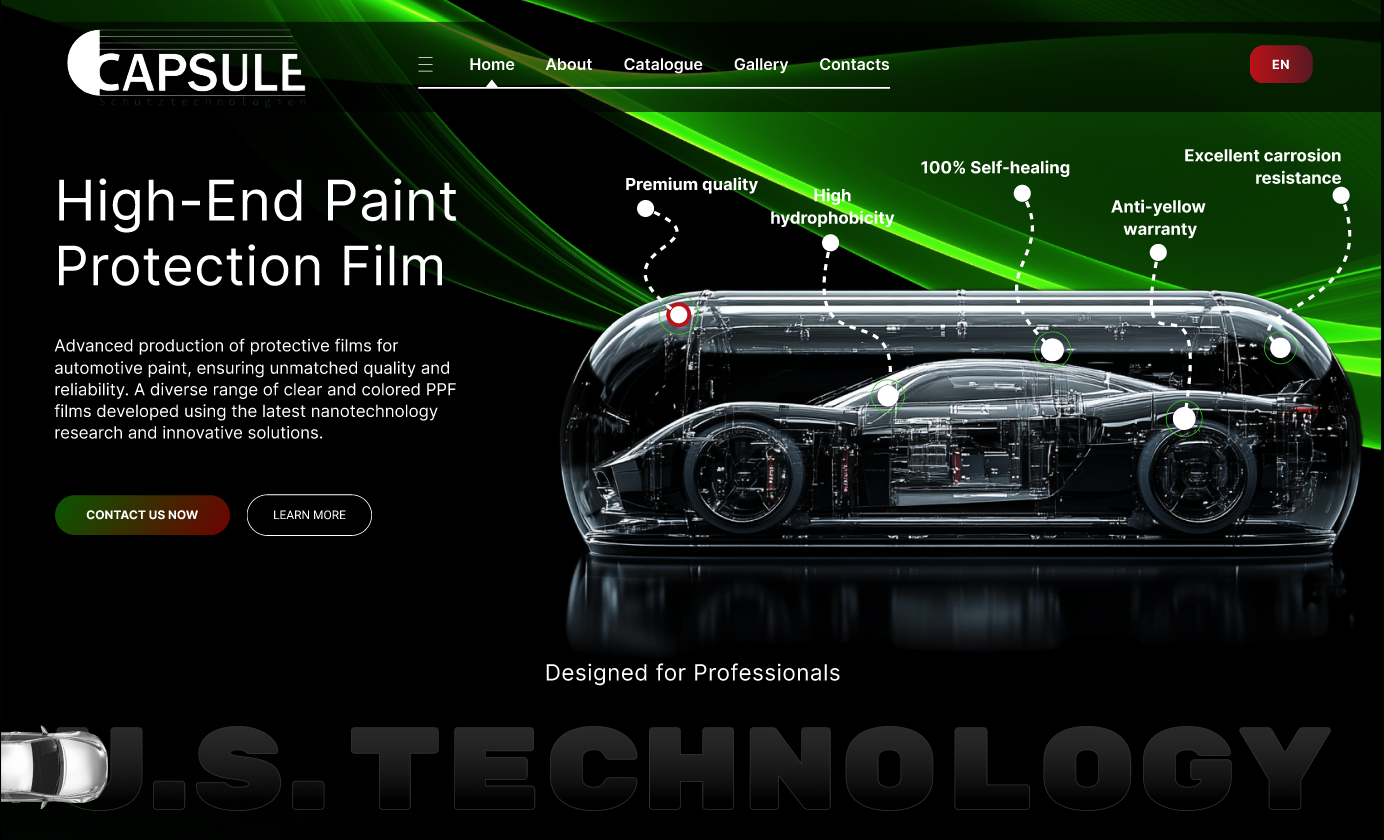 CAPSULE
Schutztechnologien
Home About Catalogue Gallery Contacts
EN
High-End Paint
Protection Film
Advanced production of protective films for
automotive paint, ensuring unmatched quality and
reliability. A diverse range of clear and colored PPF
films developed using the latest nanotechnology
research and innovative solutions.
CONTACT US NOW
LEARN MORE
Premium quality
High
hydrophobicity
100% Self-healing
Anti-yellow
warranty
Excellent carrosion
resistance
Designed for Professionals
U.S. TECHNOLOGY